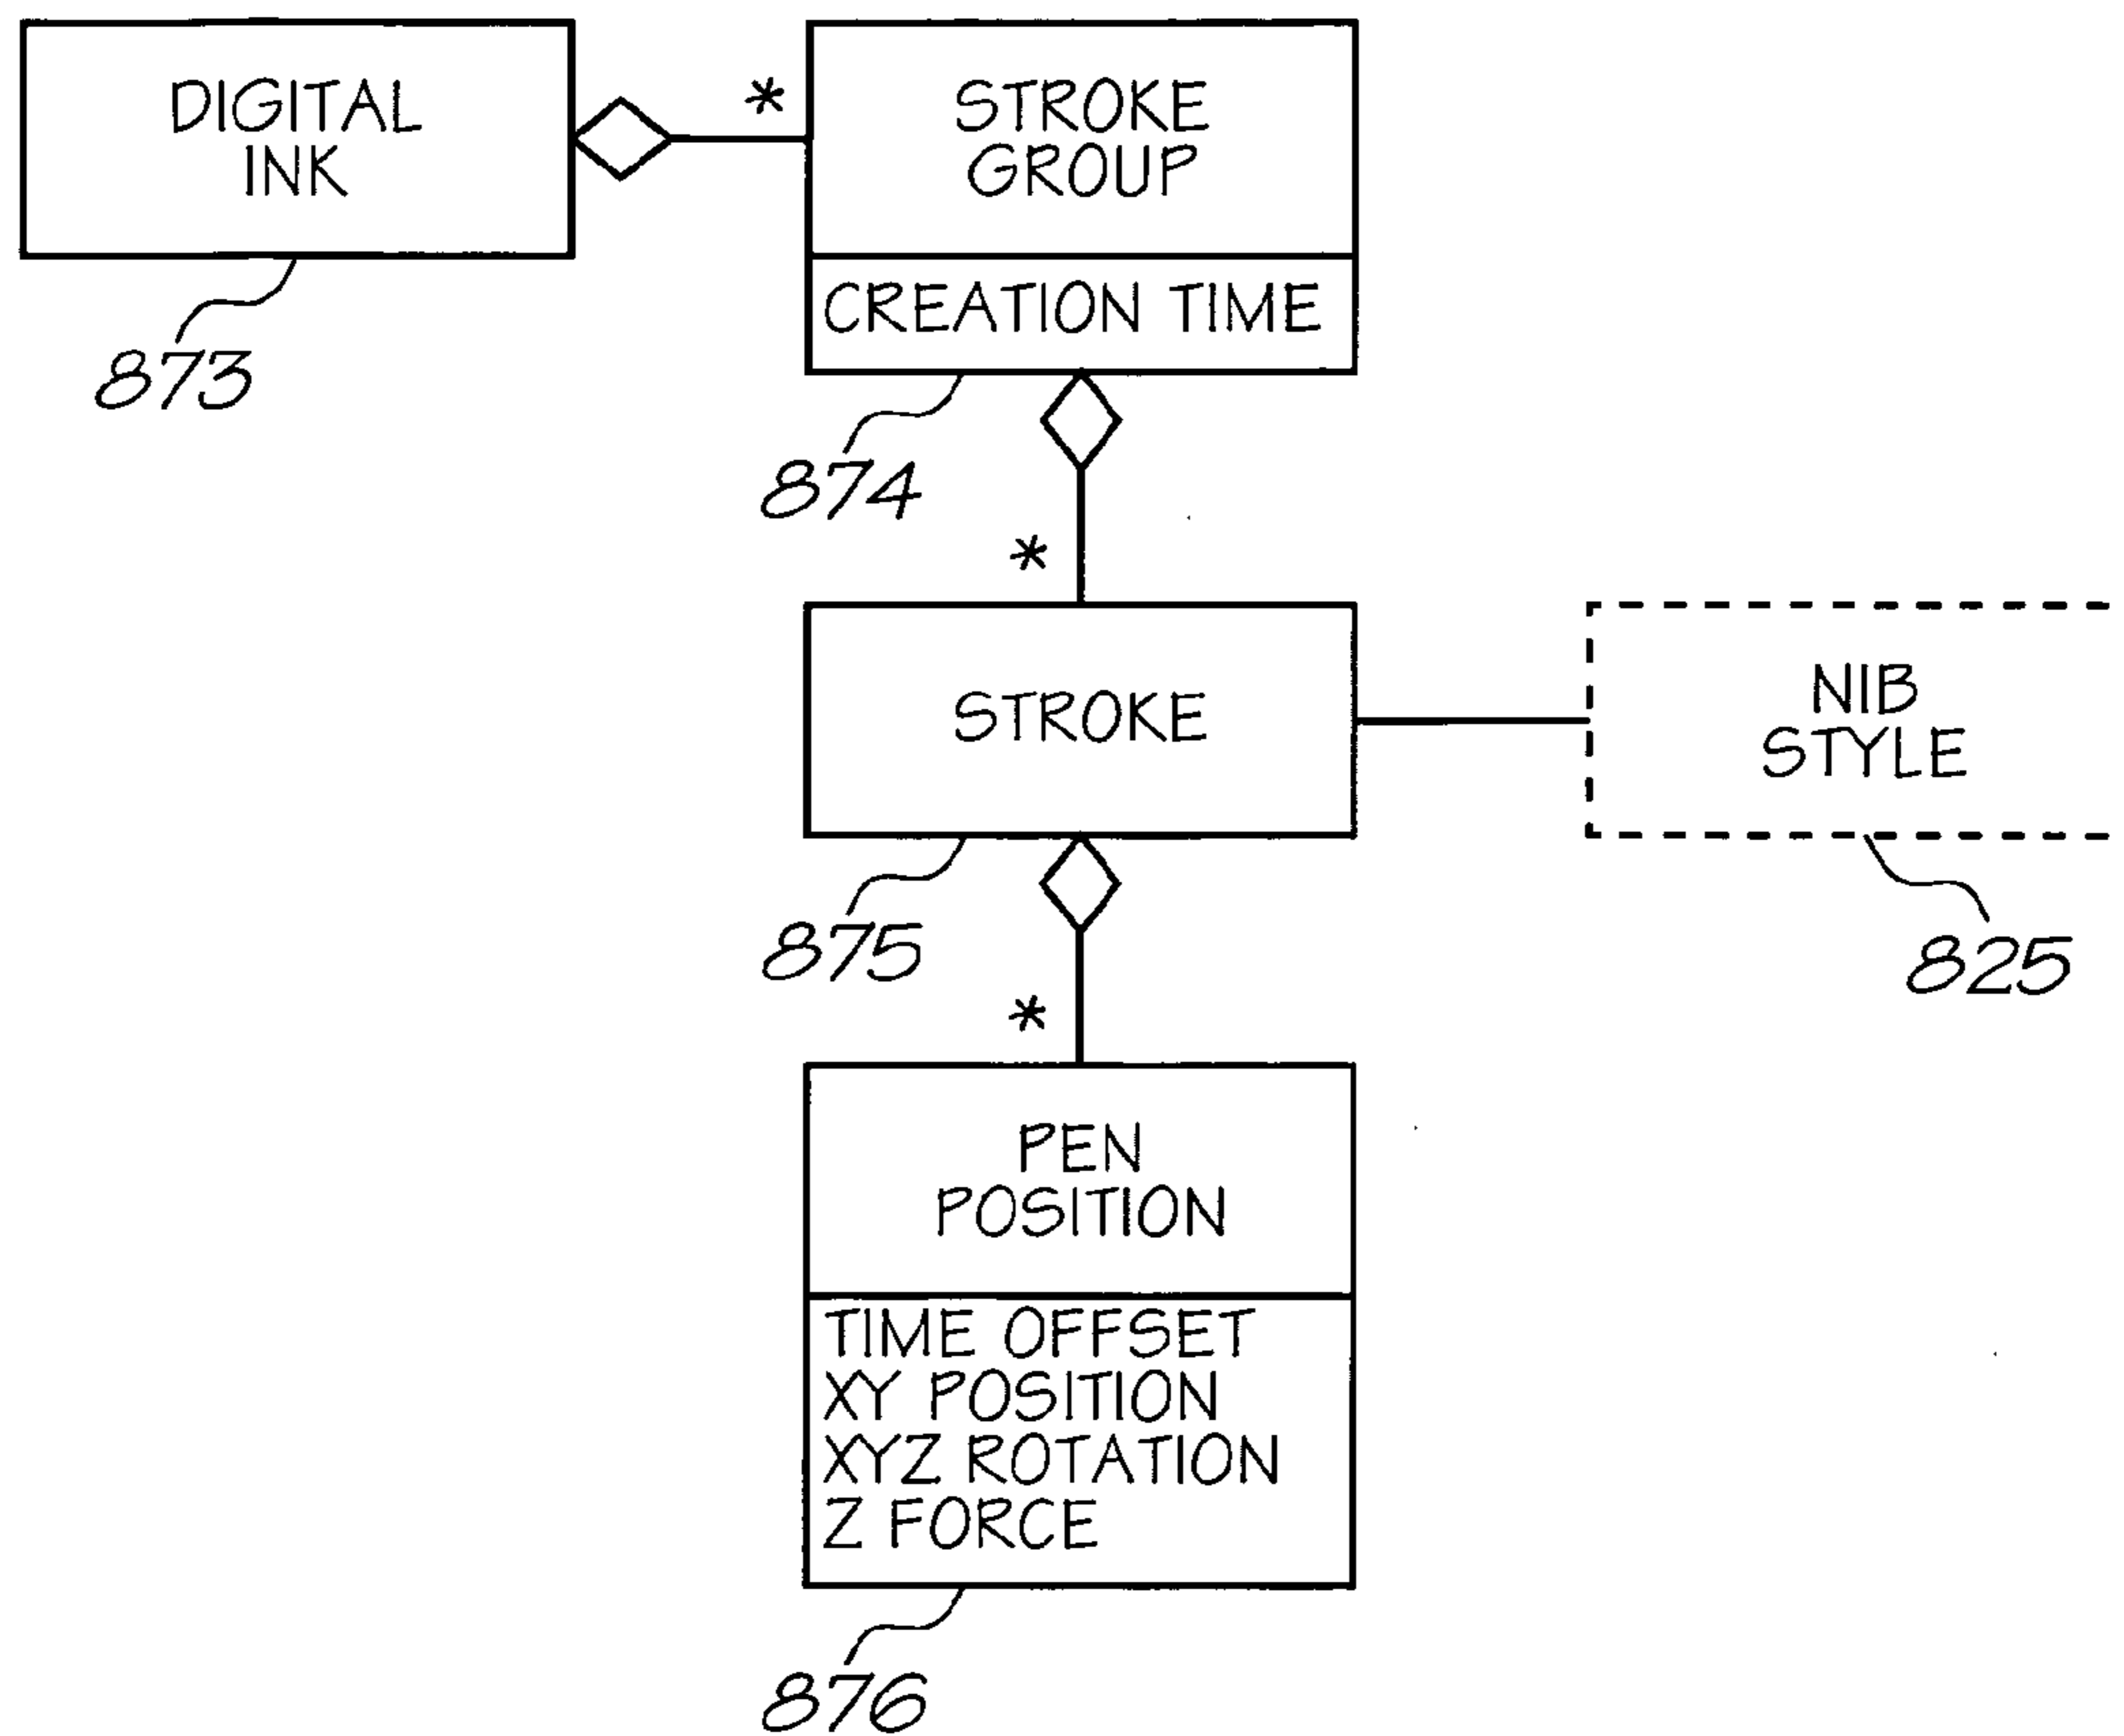 DIGITAL
INK
*
STROKE
GROUP
CREATION TIME
873
874
*
STROKE
NIB
STYLE
875
825
*
PEN
POSITION
TIME OFFSET
XY POSITION
XYZ ROTATION
Z FORCE
876